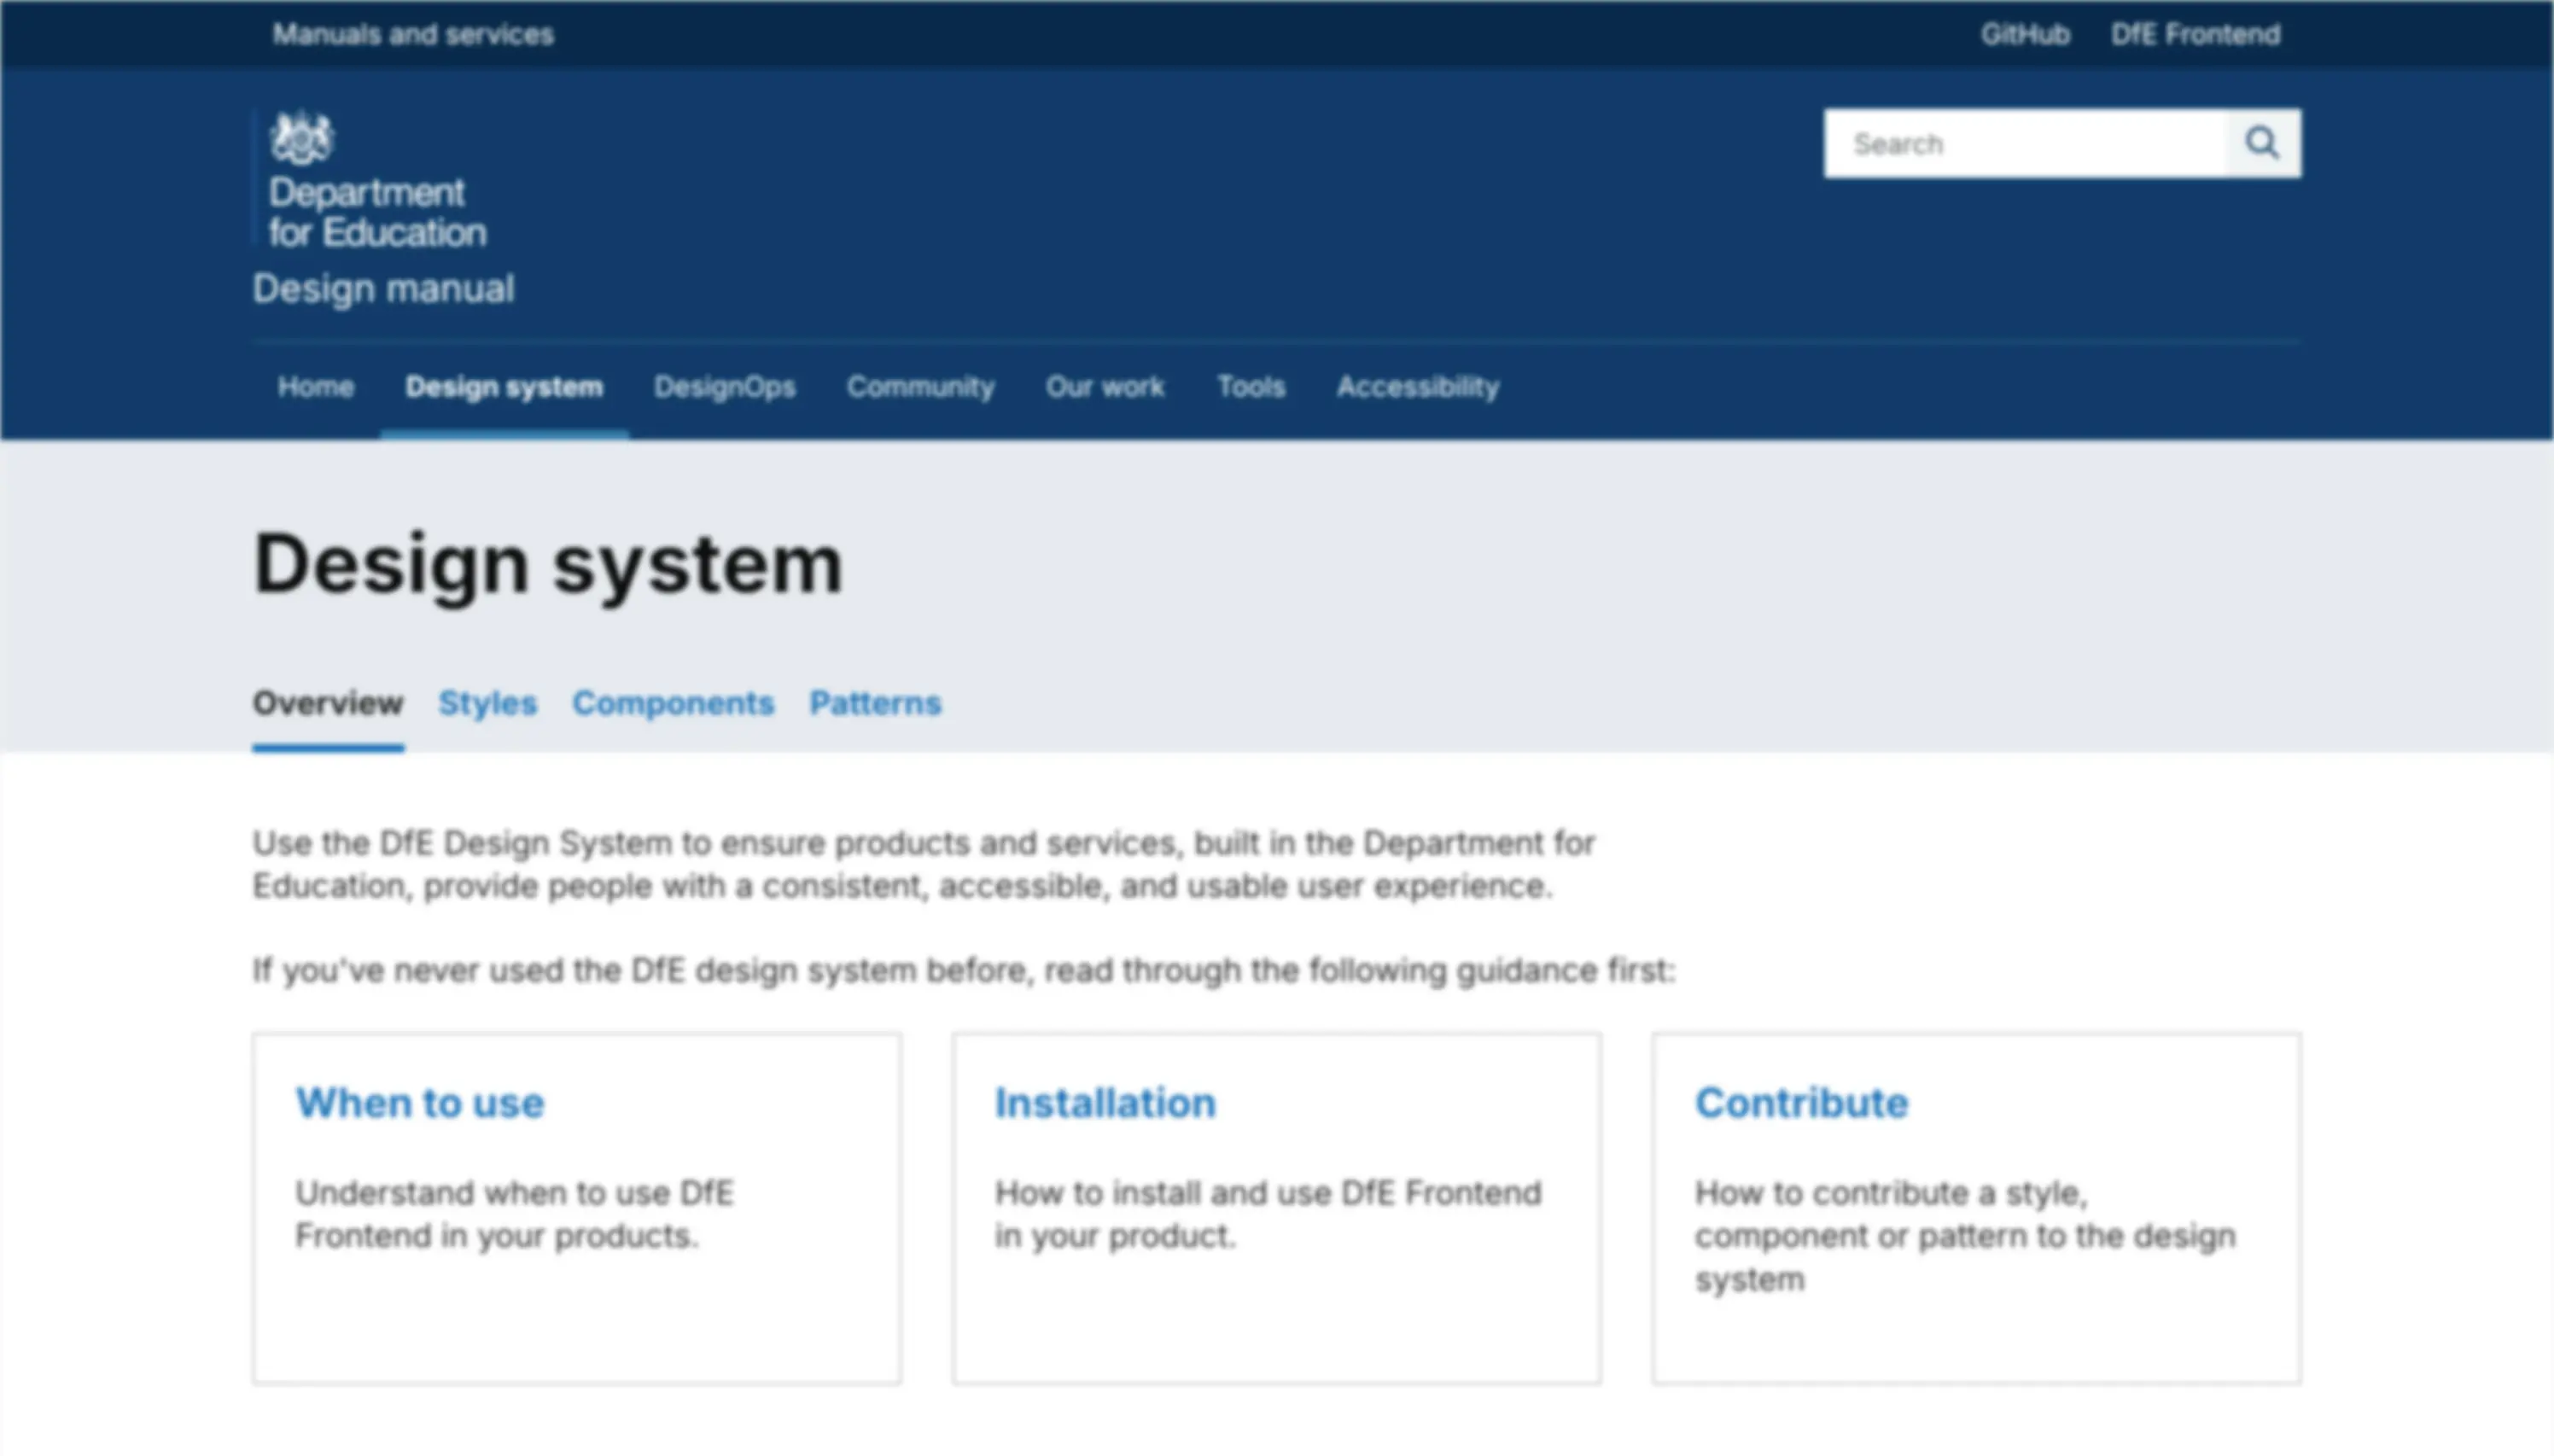 Manuals and services
GitHub DfE Frontend
Department
for Education
Search
Design manual
Home Design system DesignOps Community Our work Tools Accessibility
Design system
Overview Styles Components Patterns
Use the DfE Design System to ensure products and services, built in the Department for
Education, provide people with a consistent, accessible, and usable user experience.
If you've never used the DfE design system before, read through the following guidance first:
When to use
Understand when to use DfE
Frontend in your products.
Installation
How to install and use DfE Frontend
in your product.
Contribute
How to contribute a style,
component or pattern to the design
system